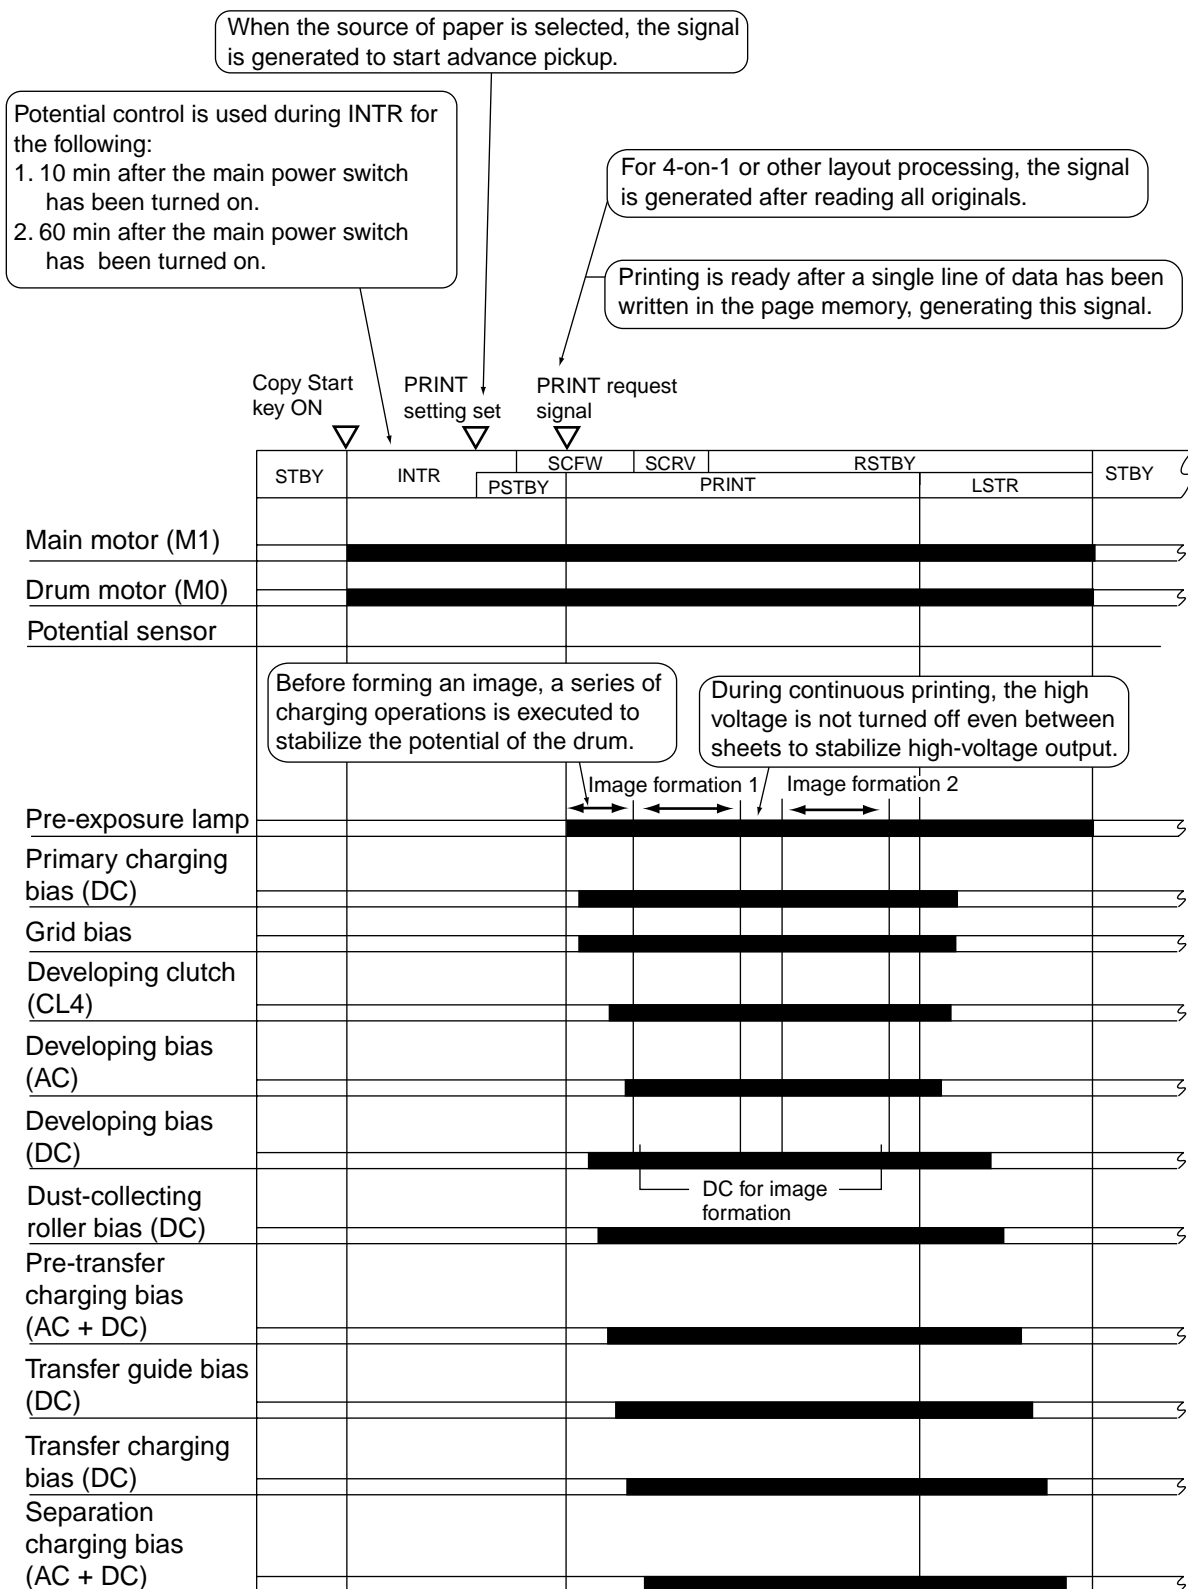 When the source of paper is selected, the signal
is generated to start advance pickup.
Potential control is used during INTR for
the following:
1. 10 min after the main power switch
has been turned on.
2. 60 min after the main power switch
has been turned on.
For 4-on-1 or other layout processing, the signal
is generated after reading all originals.
Printing is ready after a single line of data has been
written in the page memory, generating this signal.
Copy Start
key ON
PRINT
setting set
PRINT request
signal
STBY
INTR
PSTBY
SCFW
SCRV
RSTBY
PRINT
LSTR
STBY
Main motor (M1)
Drum motor (M0)
Potential sensor
Before forming an image, a series of
charging operations is executed to
stabilize the potential of the drum.
During continuous printing, the high
voltage is not turned off even between
sheets to stabilize high-voltage output.
Image formation 1
Image formation 2
Pre-exposure lamp
Primary charging
bias (DC)
Grid bias
Developing clutch
(CL4)
Developing bias
(AC)
Developing bias
(DC)
DC for image
formation
Dust-collecting
roller bias (DC)
Pre-transfer
charging bias
(AC + DC)
Transfer guide bias
(DC)
Transfer charging
bias (DC)
Separation
charging bias
(AC + DC)